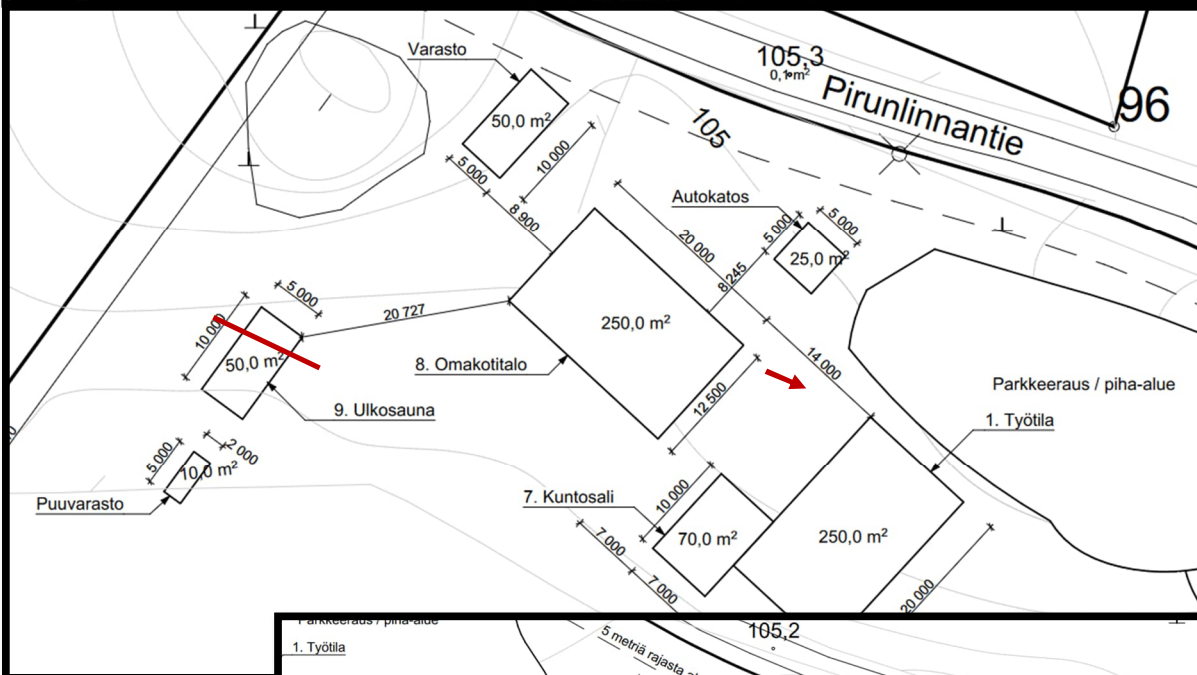 105,3
0,1 m²
Pirunlinnantie
96
105
Varasto
50,0 m²
5 000
10 000
8 900
Autokatos
20 000
5 000
5 000
8 245
25,0 m²
5 000
10 000
20 727
50,0 m²
250,0 m²
8. Omakotitalo
14 000
12 500
9. Ulkosauna
Parkkeeraus / piha-alue
1. Työtila
5 000
2 000
10,0 m²
Puuvarasto
7. Kuntosali
10 000
70,0 m²
250,0 m²
7 000
7 000
20 000
Parkkeeraus / piha-alue
1. Työtila
5 metriä rajasta
105,2